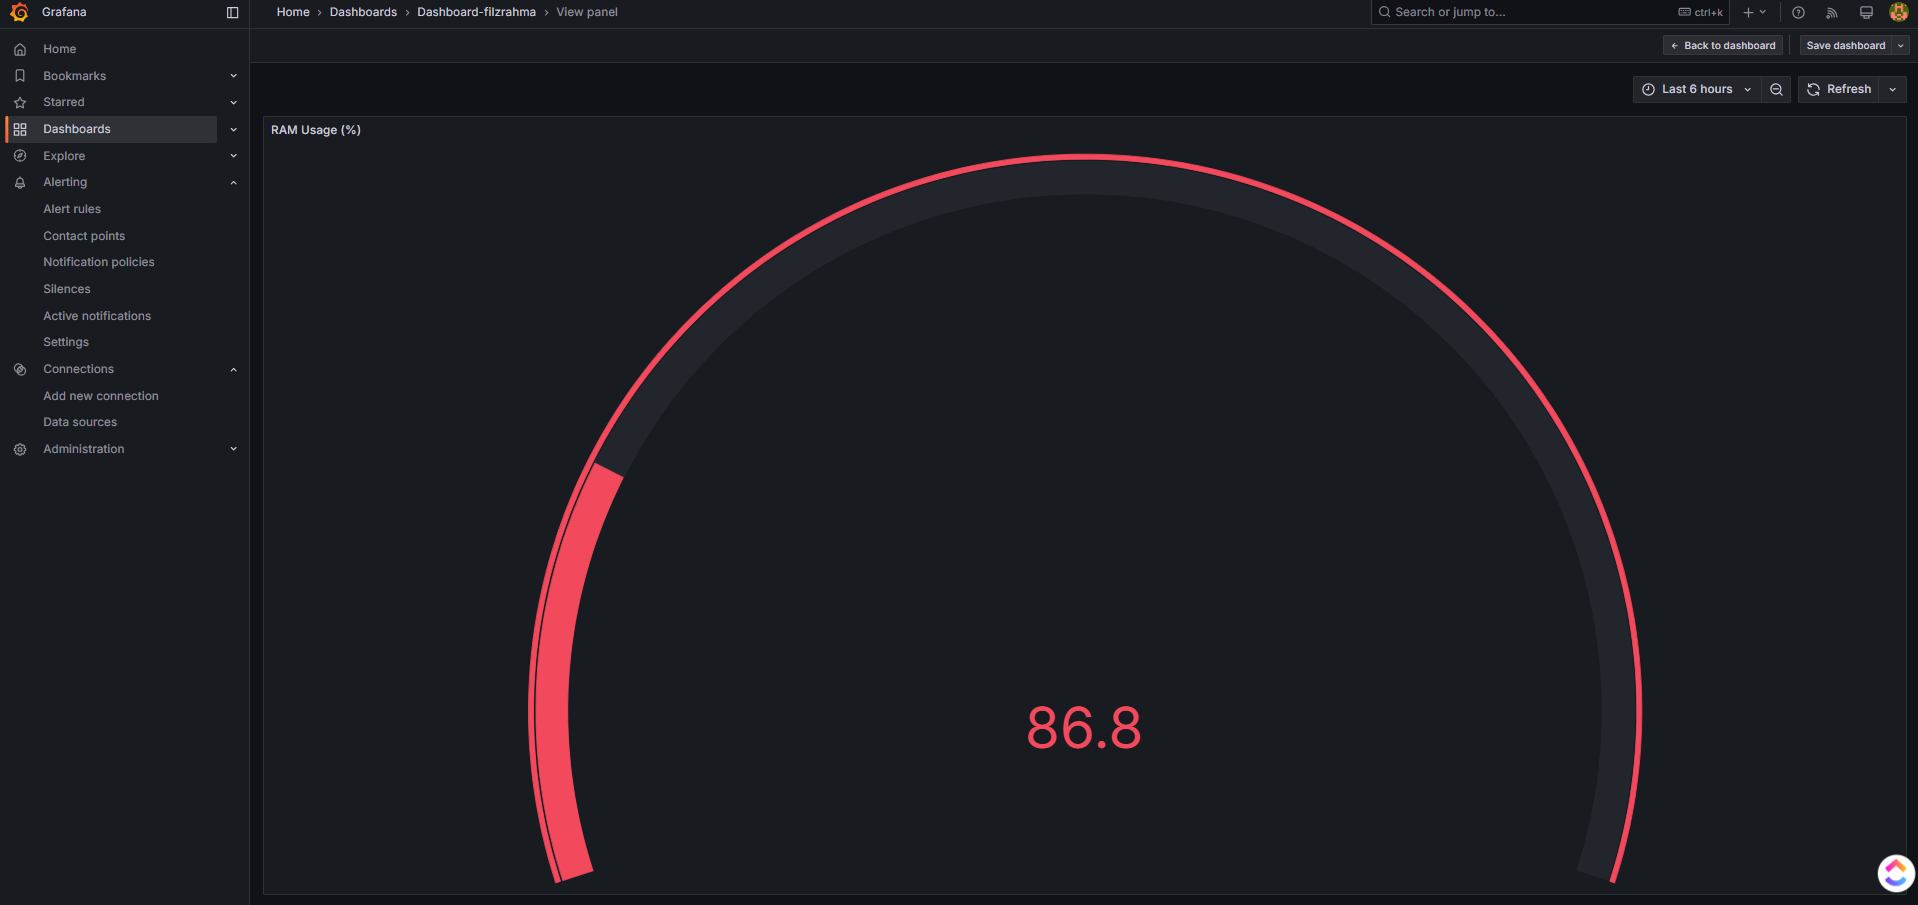 Grafana
Home › Dashboards › Dashboard-filzrahma › View panel
Search or jump to...
ctrl+k
Home
Bookmarks
Starred
Dashboards
Explore
Alerting
Alert rules
Contact points
Notification policies
Silences
Active notifications
Settings
Connections
Add new connection
Data sources
Administration
Back to dashboard
Save dashboard
Last 6 hours
Refresh
RAM Usage (%)
86.8